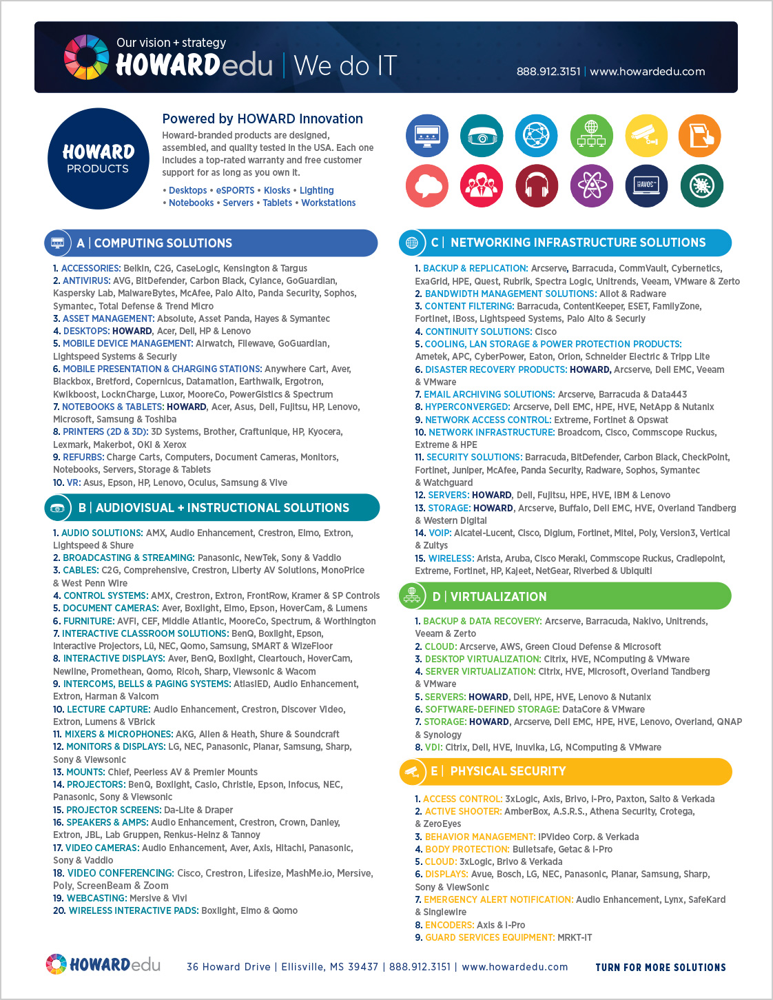 Our vision + strategy
HOWARD edu | We do IT
888.912.3151 | www.howardedu.com
HOWARD
PRODUCTS
Powered by HOWARD Innovation
Howard-branded products are designed,
assembled, and quality tested in the USA. Each one
includes a top-rated warranty and free customer
support for as long as you own it.
• Desktops • eSPORTS • Kiosks • Lighting
• Notebooks • Servers • Tablets • Workstations
HAVOC
A | COMPUTING SOLUTIONS
1. ACCESSORIES: Belkin, C2G, CaseLogic, Kensington & Targus
2. ANTIVIRUS: AVG, BitDefender, Carbon Black, Cylance, GoGuardian,
Kaspersky Lab, MalwareBytes, McAfee, Palo Alto, Panda Security, Sophos,
Symantec, Total Defense & Trend Micro
3. ASSET MANAGEMENT: Absolute, Asset Panda, Hayes & Symantec
4. DESKTOPS: HOWARD, Acer, Dell, HP & Lenovo
5. MOBILE DEVICE MANAGEMENT: Airwatch, Filewave, GoGuardian,
Lightspeed Systems & Securly
6. MOBILE PRESENTATION & CHARGING STATIONS: Anywhere Cart, Aver,
Blackbox, Bretford, Copernicus, Datamation, Earthwalk, Ergotron,
Kwikboost, LocknCharge, Luxor, MooreCo, PowerGistics & Spectrum
7. NOTEBOOKS & TABLETS: HOWARD, Acer, Asus, Dell, Fujitsu, HP, Lenovo,
Microsoft, Samsung & Toshiba
8. PRINTERS (2D & 3D): 3D Systems, Brother, Craftunique, HP, Kyocera,
Lexmark, Makerbot, OKI & Xerox
9. REFURBS: Charge Carts, Computers, Document Cameras, Monitors,
Notebooks, Servers, Storage & Tablets
10. VR: Asus, Epson, HP, Lenovo, Oculus, Samsung & Vive
B | AUDIOVISUAL + INSTRUCTIONAL SOLUTIONS
1. AUDIO SOLUTIONS: AMX, Audio Enhancement, Crestron, Elmo, Extron,
Lightspeed & Shure
2. BROADCASTING & STREAMING: Panasonic, NewTek, Sony & Vaddio
3. CABLES: C2G, Comprehensive, Crestron, Liberty AV Solutions, MonoPrice
& West Penn Wire
4. CONTROL SYSTEMS: AMX, Crestron, Extron, FrontRow, Kramer & SP Controls
5. DOCUMENT CAMERAS: Aver, Boxlight, Elmo, Epson, HoverCam, & Lumens
6. FURNITURE: AVFI, CEF, Middle Atlantic, MooreCo, Spectrum, & Worthington
7. INTERACTIVE CLASSROOM SOLUTIONS: BenQ, Boxlight, Epson,
Interactive Projectors, Lü, NEC, Qomo, Samsung, SMART & WizeFloor
8. INTERACTIVE DISPLAYS: Aver, BenQ, Boxlight, Cleartouch, HoverCam,
Newline, Promethean, Qomo, Ricoh, Sharp, Viewsonic & Wacom
9. INTERCOMS, BELLS & PAGING SYSTEMS: AtlasIED, Audio Enhancement,
Extron, Harman & Valcom
10. LECTURE CAPTURE: Audio Enhancement, Crestron, Discover Video,
Extron, Lumens & VBrick
11. MIXERS & MICROPHONES: AKG, Allen & Heath, Shure & Soundcraft
12. MONITORS & DISPLAYS: LG, NEC, Panasonic, Planar, Samsung, Sharp,
Sony & Viewsonic
13. MOUNTS: Chief, Peerless AV & Premier Mounts
14. PROJECTORS: BenQ, Boxlight, Casio, Christie, Epson, Infocus, NEC,
Panasonic, Sony & Viewsonic
15. PROJECTOR SCREENS: Da-Lite & Draper
16. SPEAKERS & AMPS: Audio Enhancement, Crestron, Crown, Danley,
Extron, JBL, Lab Gruppen, Renkus-Heinz & Tannoy
17. VIDEO CAMERAS: Audio Enhancement, Aver, Axis, Hitachi, Panasonic,
Sony & Vaddio
18. VIDEO CONFERENCING: Cisco, Crestron, Lifesize, MashMe.io, Mersive,
Poly, ScreenBeam & Zoom
19. WEBCASTING: Mersive & Vivi
20. WIRELESS INTERACTIVE PADS: Boxlight, Elmo & Qomo
C | NETWORKING INFRASTRUCTURE SOLUTIONS
1. BACKUP & REPLICATION: Arcserve, Barracuda, CommVault, Cybernetics,
ExaGrid, HPE, Quest, Rubrik, Spectra Logic, Unitrends, Veeam, VMware & Zerto
2. BANDWIDTH MANAGEMENT SOLUTIONS: Allot & Radware
3. CONTENT FILTERING: Barracuda, ContentKeeper, ESET, FamilyZone,
Fortinet, iBoss, Lightspeed Systems, Palo Alto & Securly
4. CONTINUITY SOLUTIONS: Cisco
5. COOLING, LAN STORAGE & POWER PROTECTION PRODUCTS:
Ametek, APC, CyberPower, Eaton, Orion, Schneider Electric & Tripp Lite
6. DISASTER RECOVERY PRODUCTS: HOWARD, Arcserve, Dell EMC, Veeam
& VMware
7. EMAIL ARCHIVING SOLUTIONS: Arcserve, Barracuda & Data443
8. HYPERCONVERGED: Arcserve, Dell EMC, HPE, HVE, NetApp & Nutanix
9. NETWORK ACCESS CONTROL: Extreme, Fortinet & Opswat
10. NETWORK INFRASTRUCTURE: Broadcom, Cisco, Commscope Ruckus,
Extreme & HPE
11. SECURITY SOLUTIONS: Barracuda, BitDefender, Carbon Black, CheckPoint,
Fortinet, Juniper, McAfee, Panda Security, Radware, Sophos, Symantec
& Watchguard
12. SERVERS: HOWARD, Dell, Fujitsu, HPE, HVE, IBM & Lenovo
13. STORAGE: HOWARD, Arcserve, Buffalo, Dell EMC, HVE, Overland Tandberg
& Western Digital
14. VOIP: Alcatel-Lucent, Cisco, Digium, Fortinet, Mitel, Poly, Version3, Vertical
& Zultys
15. WIRELESS: Arista, Aruba, Cisco Meraki, Commscope Ruckus, Cradlepoint,
Extreme, Fortinet, HP, Kajeet, NetGear, Riverbed & Ubiquiti
D | VIRTUALIZATION
1. BACKUP & DATA RECOVERY: Arcserve, Barracuda, Nakivo, Unitrends,
Veeam & Zerto
2. CLOUD: Arcserve, AWS, Green Cloud Defense & Microsoft
3. DESKTOP VIRTUALIZATION: Citrix, HVE, NComputing & VMware
4. SERVER VIRTUALIZATION: Citrix, HVE, Microsoft, Overland Tandberg
& VMware
5. SERVERS: HOWARD, Dell, HPE, HVE, Lenovo & Nutanix
6. SOFTWARE-DEFINED STORAGE: DataCore & VMware
7. STORAGE: HOWARD, Arcserve, Dell EMC, HPE, HVE, Lenovo, Overland, QNAP
& Synology
8. VDI: Citrix, Dell, HVE, Inuvika, LG, NComputing & VMware
E | PHYSICAL SECURITY
1. ACCESS CONTROL: 3xLogic, Axis, Brivo, i-Pro, Paxton, Salto & Verkada
2. ACTIVE SHOOTER: AmberBox, A.S.R.S., Athena Security, Crotega,
& ZeroEyes
3. BEHAVIOR MANAGEMENT: IPVideo Corp. & Verkada
4. BODY PROTECTION: Bulletsafe, Getac & i-Pro
5. CLOUD: 3xLogic, Brivo & Verkada
6. DISPLAYS: Avue, Bosch, LG, NEC, Panasonic, Planar, Samsung, Sharp,
Sony & ViewSonic
7. EMERGENCY ALERT NOTIFICATION: Audio Enhancement, Lynx, SafeKard
& Singlewire
8. ENCODERS: Axis & i-Pro
9. GUARD SERVICES EQUIPMENT: MRKT-IT
HOWARD edu
36 Howard Drive | Ellisville, MS 39437 | 888.912.3151 | www.howardedu.com
TURN FOR MORE SOLUTIONS